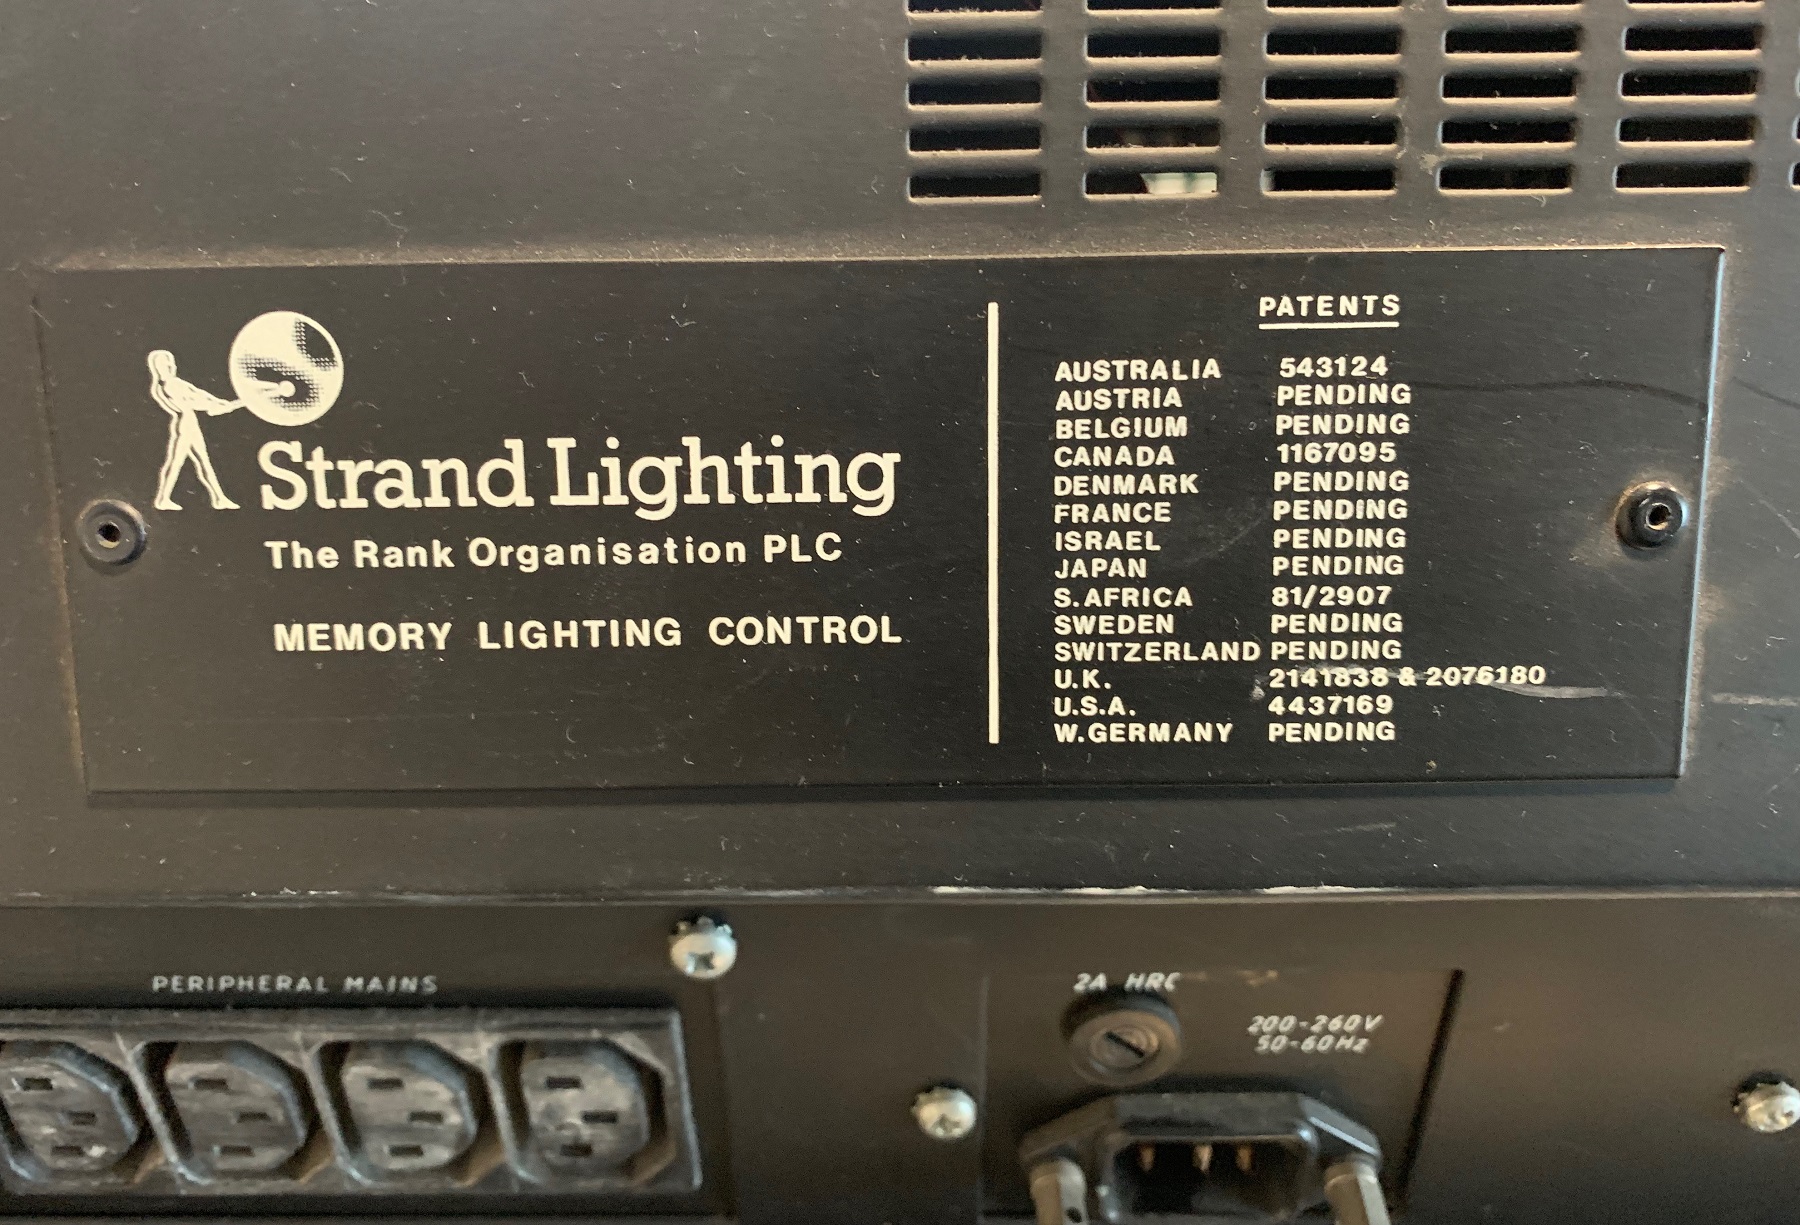 Strand Lighting
The Rank Organisation PLC
MEMORY LIGHTING CONTROL
PATENTS
AUSTRALIA 543124
AUSTRIA PENDING
BELGIUM PENDING
CANADA 1167095
DENMARK PENDING
FRANCE PENDING
ISRAEL PENDING
JAPAN PENDING
S.AFRICA 81/2907
SWEDEN PENDING
SWITZERLAND PENDING
U.K. 2141838 & 2076180
U.S.A. 4437169
W.GERMANY PENDING
PERIPHERAL MAINS
2A HRC
200-260V
50-60Hz